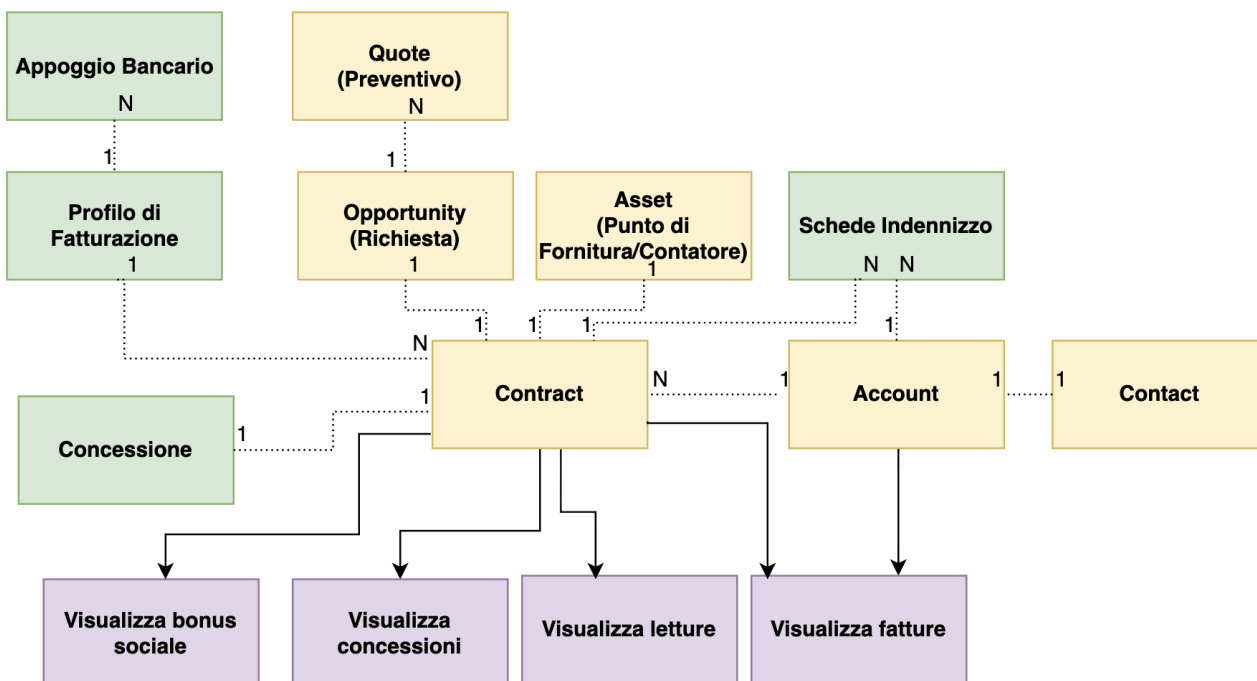 Appoggio Bancario
N
Quote
(Preventivo)
N
1
1
Profilo di
Fatturazione
1
Opportunity
(Richiesta)
1
Asset
(Punto di
Fornitura/Contatore)
1
Schede Indennizzo
N
N
1
1
1
1
N
Contract
N
1
Account
1
1
Contact
1
Concessione
1
Visualizza bonus
sociale
Visualizza
concessioni
Visualizza letture
Visualizza fatture